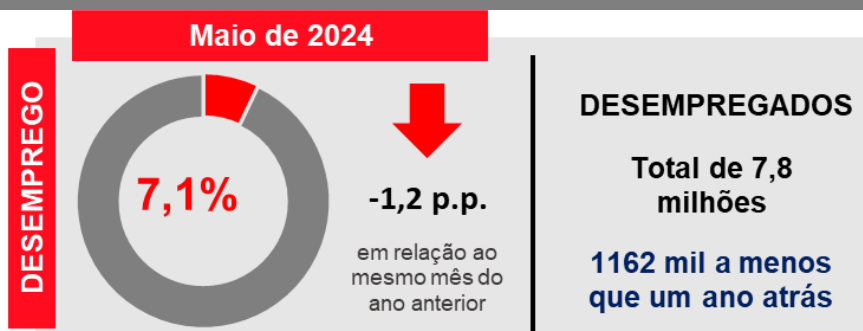 Maio de 2024
DESEMPREGO
7,1%
-1,2 p.p.
em relação ao
mesmo mês do
ano anterior
DESEMPREGADOS
Total de 7,8
milhões
1162 mil a menos
que um ano atrás